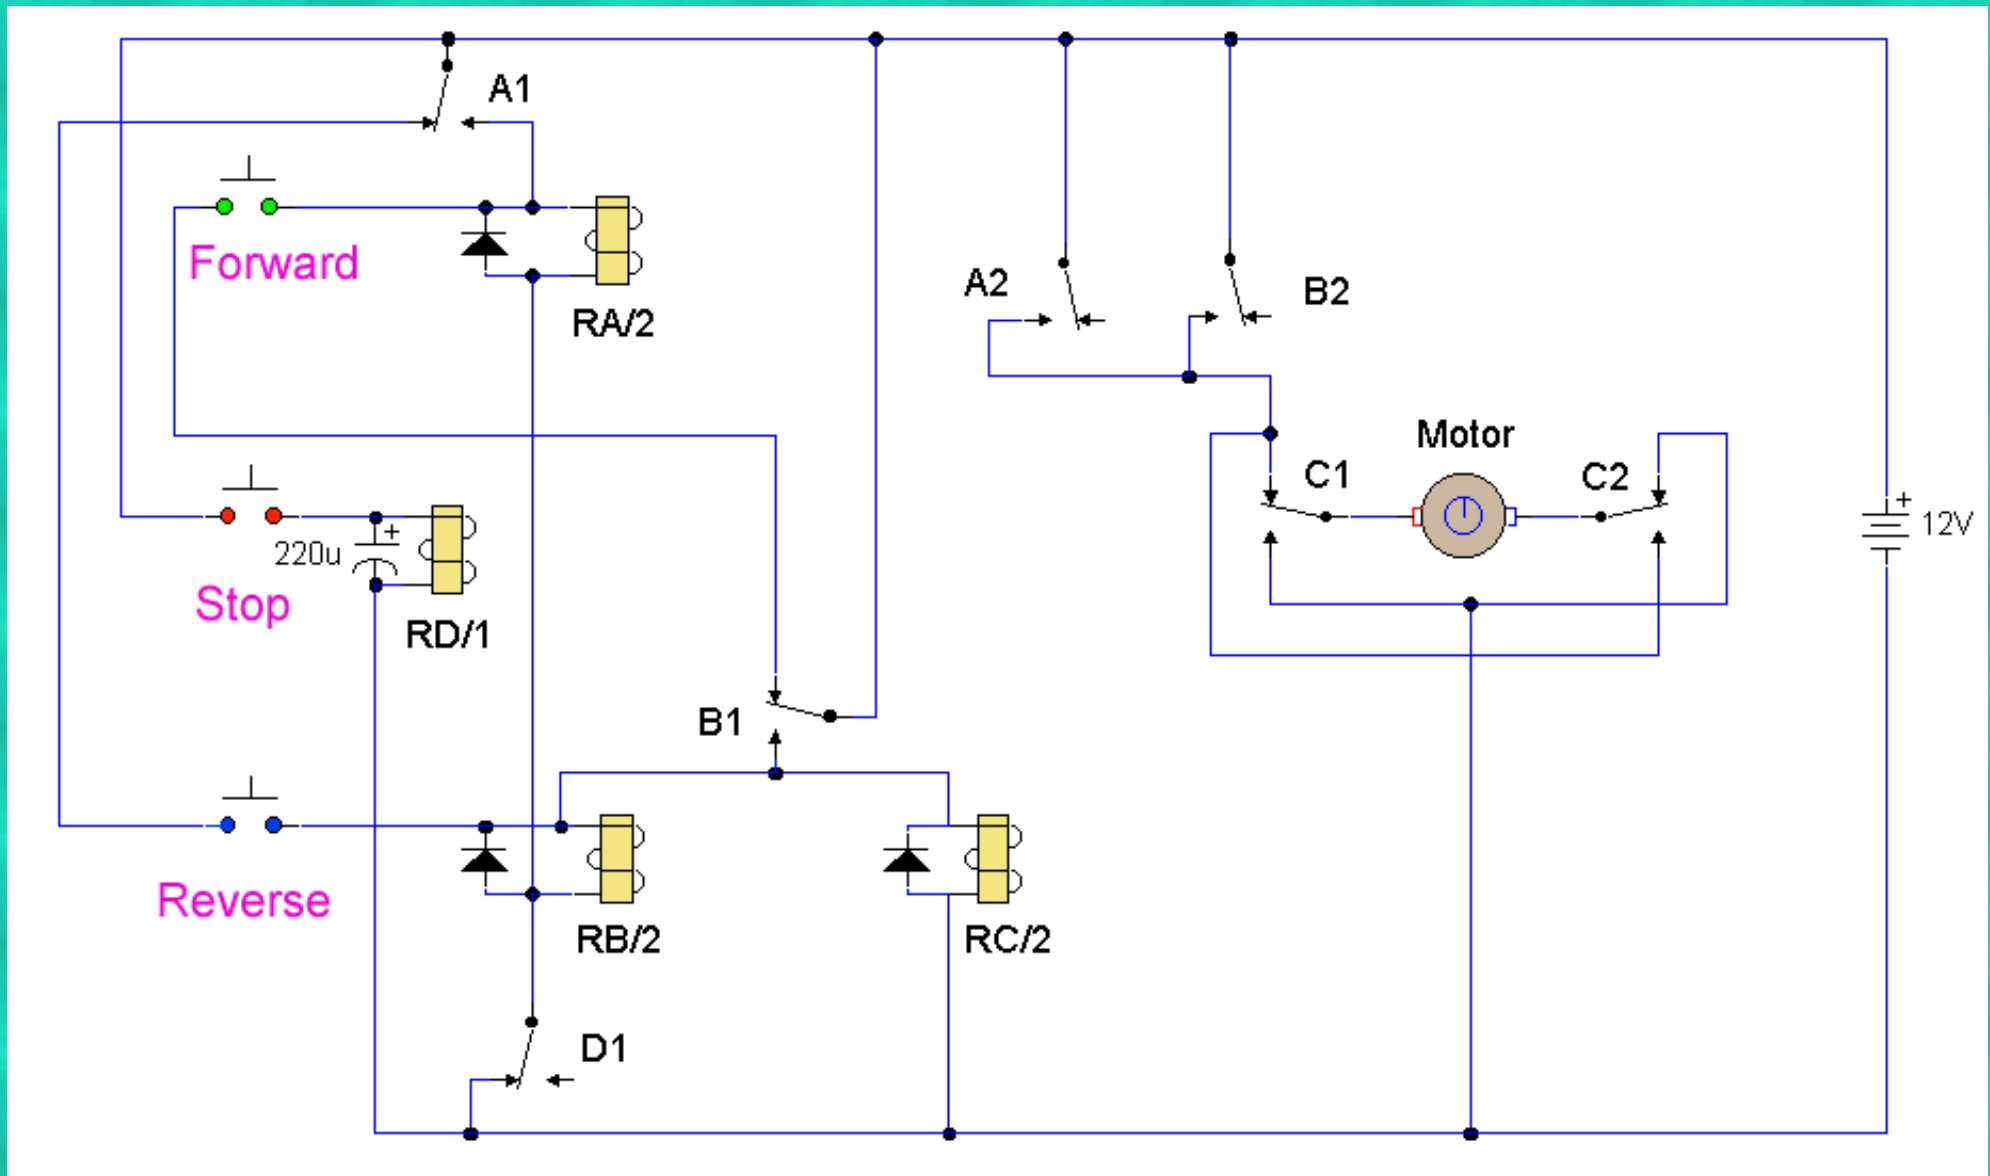 A1
Forward
RA/2
A2
B2
Motor
C1
C2
+
12V
+
220u
Stop
RD/1
B1
Reverse
RB/2
RC/2
D1